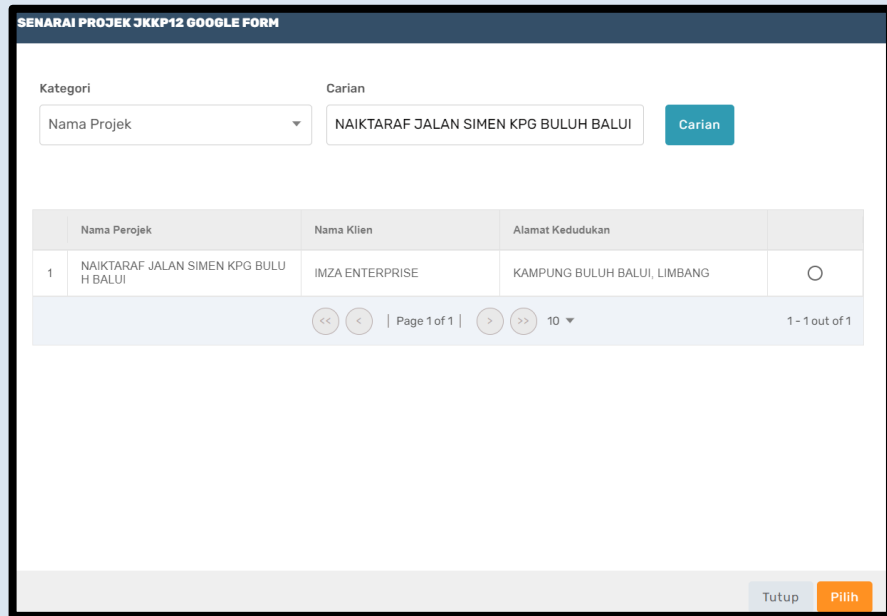 SENARAI PROJEK JKKP12 GOOGLE FORM
Kategori Carian
Nama Projek NAIKTARAF JALAN SIMEN KPG BULUH BALUI Carian
Nama Perojek Nama Klien Alamat Kedudukan
1 NAIKTARAF JALAN SIMEN KPG BULU IMZA ENTERPRISE KAMPUNG BULUH BALUI, LIMBANG
H BALUI
<< < | Page 1 of 1 | > >> 10 1 - 1 out of 1
Tutup Pilih